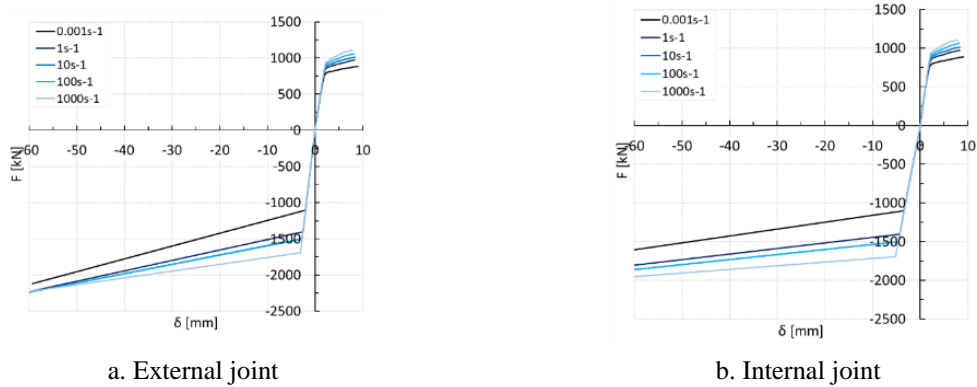 1500
1000
500
0
-500
-1000
-1500
-2000
-2500
-60 -50 -40 -30 -20 -10 0 10
F [kN]
δ [mm]
0.001s-1
1s-1
10s-1
100s-1
1000s-1
a. External joint
1500
1000
500
0
-500
-1000
-1500
-2000
-2500
-60 -50 -40 -30 -20 -10 0 10
F [kN]
δ [mm]
0.001s-1
1s-1
10s-1
100s-1
1000s-1
b. Internal joint